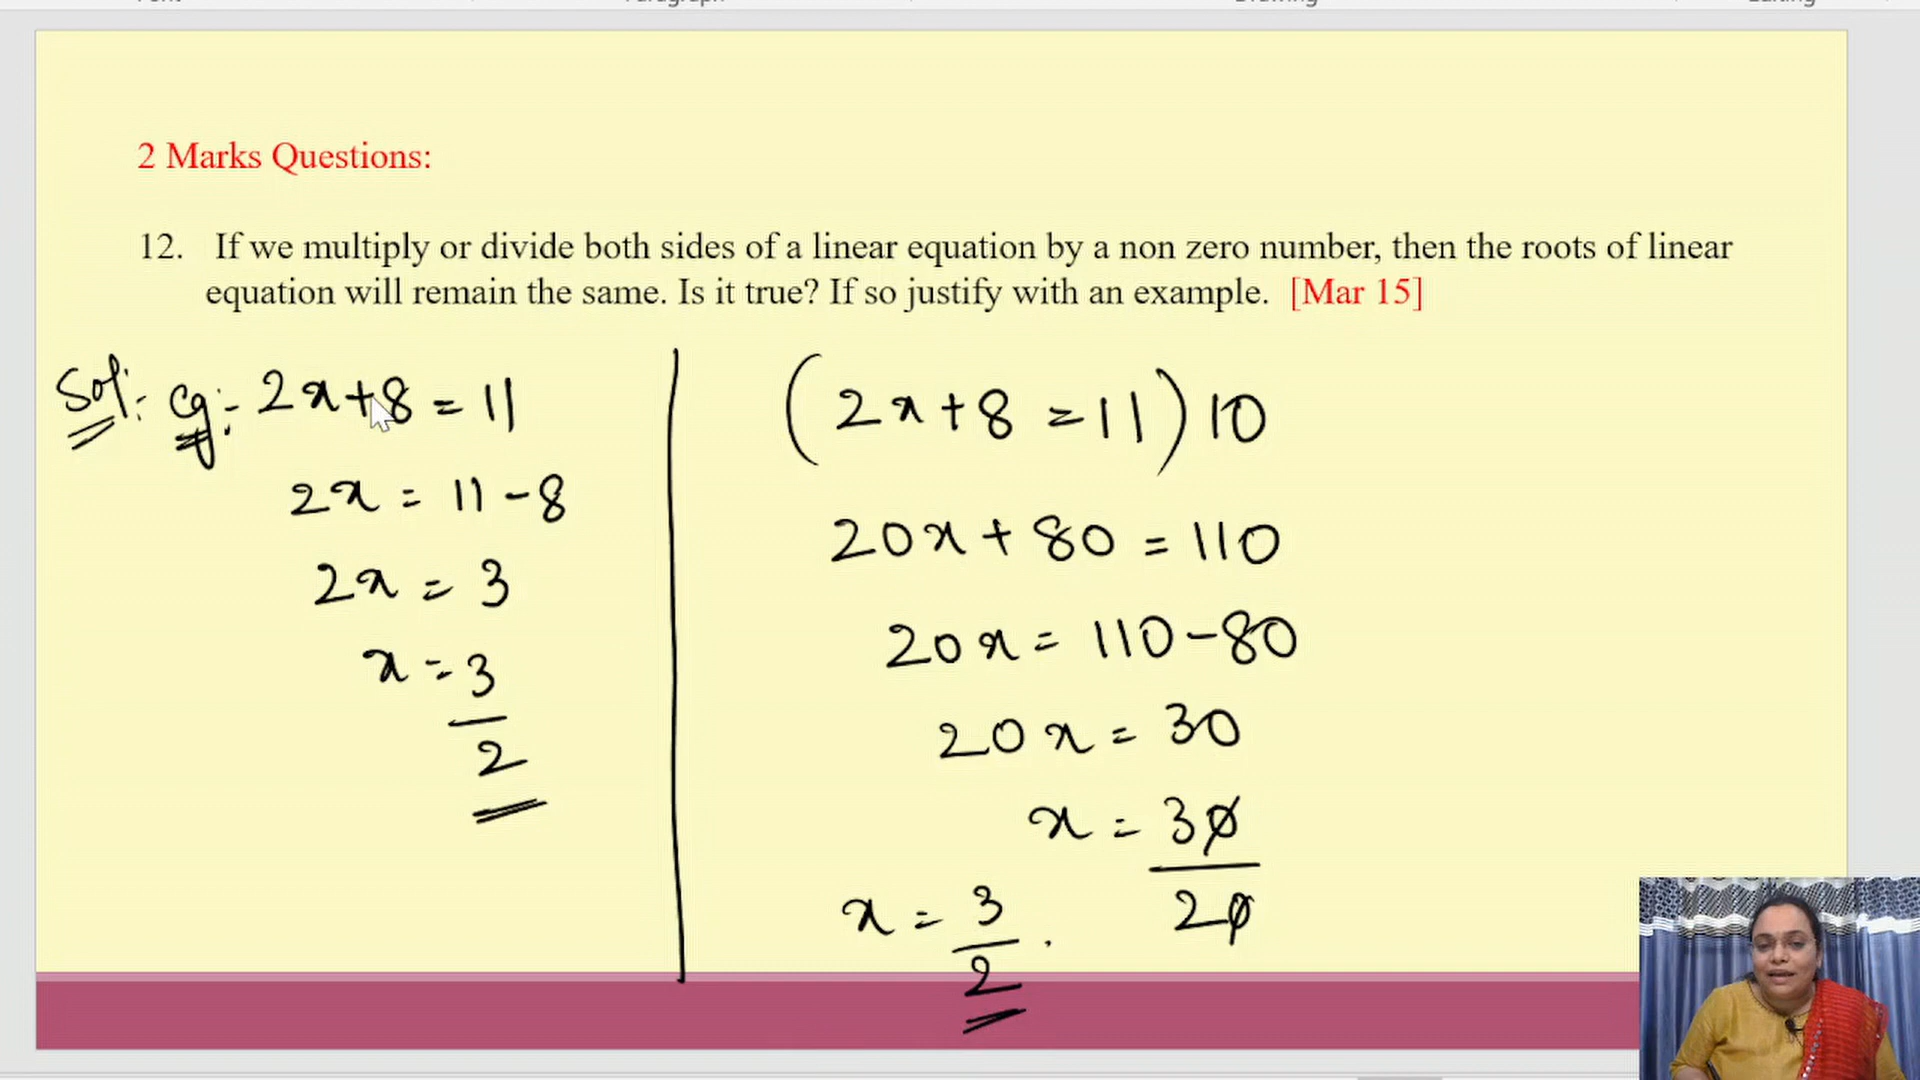 2 Marks Questions:
12. If we multiply or divide both sides of a linear equation by a non zero number, then the roots of linear
equation will remain the same. Is it true? If so justify with an example. [Mar 15]
Sol:- eg:- 2x+8 = 11
2x = 11-8
2x = 3
x = 3/2
(2x+8 = 11) 10
20x + 80 = 110
20x = 110-80
20x = 30
x = 30/20
x = 3/2.